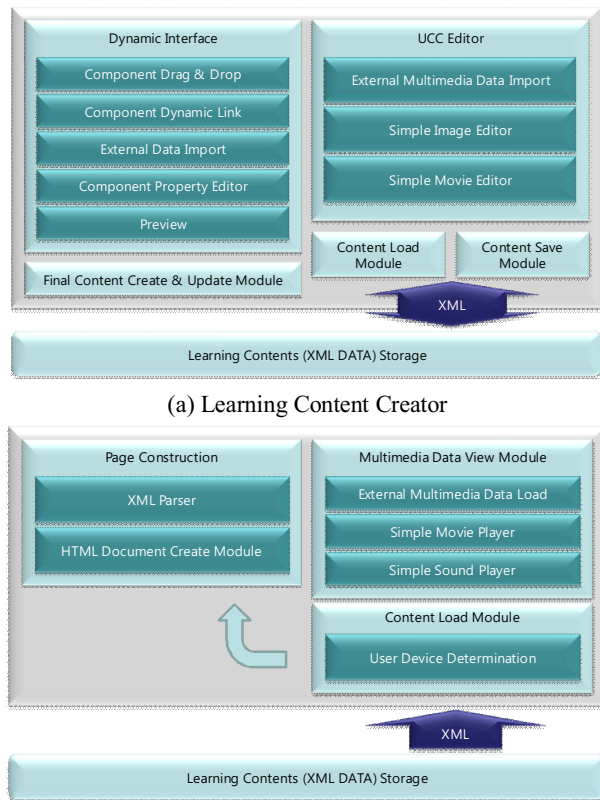 Dynamic Interface
Component Drag & Drop
Component Dynamic Link
External Data Import
Component Property Editor
Preview
Final Content Create & Update Module
UCC Editor
External Multimedia Data Import
Simple Image Editor
Simple Movie Editor
Content Load
Module
Content Save
Module
XML
Learning Contents (XML DATA) Storage
(a) Learning Content Creator
Page Construction
XML Parser
HTML Document Create Module
Multimedia Data View Module
External Multimedia Data Load
Simple Movie Player
Simple Sound Player
Content Load Module
User Device Determination
XML
Learning Contents (XML DATA) Storage